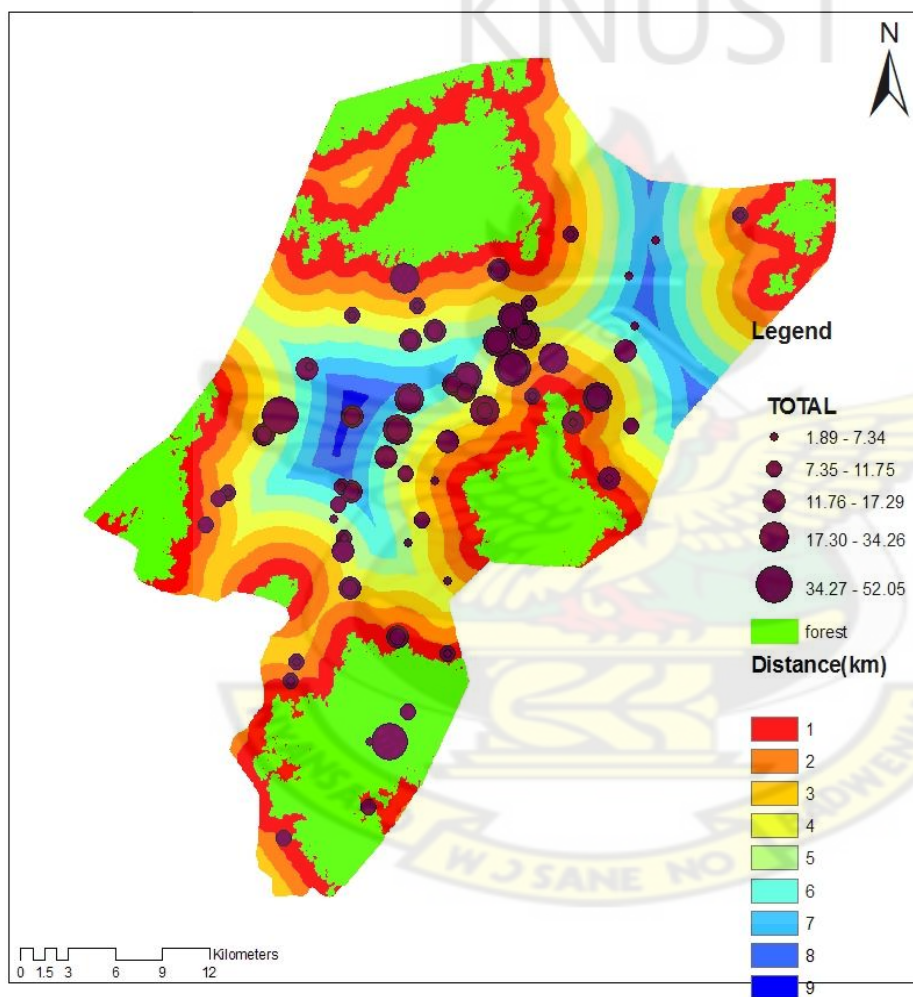 KNUST
N
Legend
TOTAL
1.89 - 7.34
7.35 - 11.75
11.76 - 17.29
17.30 - 34.26
34.27 - 52.05
forest
Distance(km)
1
2
3
4
5
6
7
8
9
Kilometers
0 1.5 3 6 9 12
W J SANE NO BADWENMA